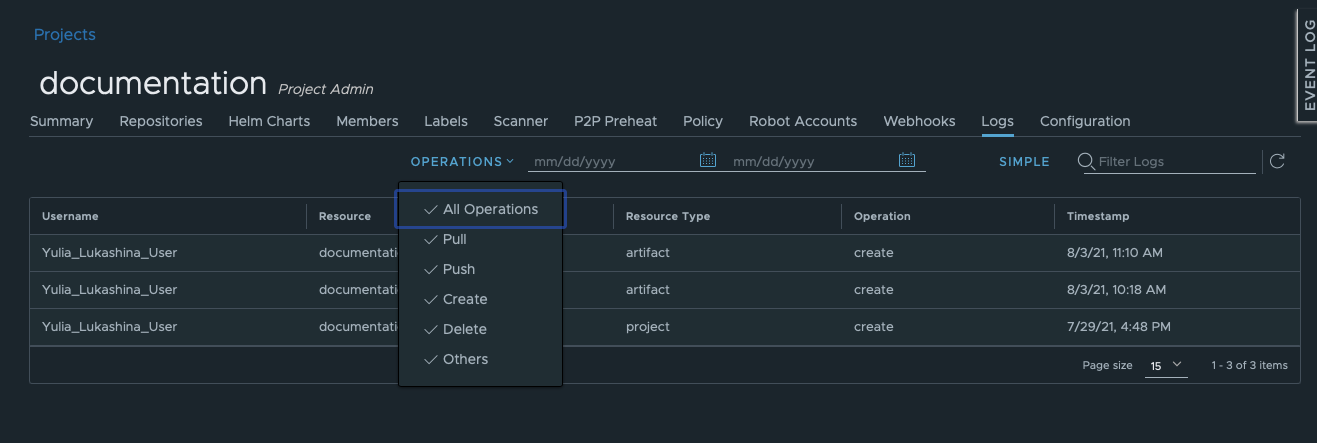 Projects
EVENT LOG
documentation Project Admin
Summary Repositories Helm Charts Members Labels Scanner P2P Preheat Policy Robot Accounts Webhooks Logs Configuration
OPERATIONS mm/dd/yyyy mm/dd/yyyy SIMPLE Filter Logs
All Operations
Pull
Push
Create
Delete
Others
Username Resource Resource Type Operation Timestamp
Yulia_Lukashina_User documentati artifact create 8/3/21, 11:10 AM
Yulia_Lukashina_User documentati artifact create 8/3/21, 10:18 AM
Yulia_Lukashina_User documentati project create 7/29/21, 4:48 PM
Page size 15 1 - 3 of 3 items